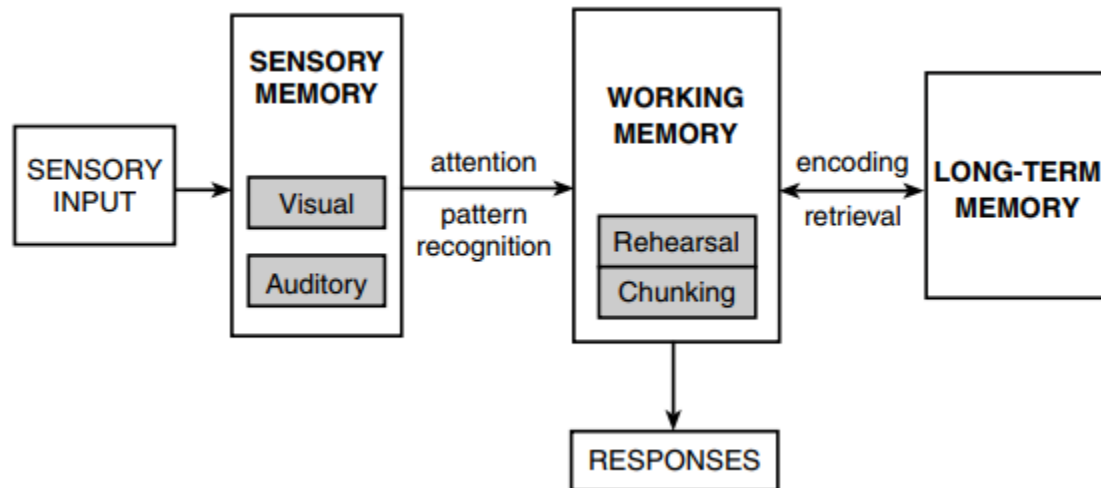 SENSORY
INPUT
SENSORY
MEMORY
Visual
Auditory
attention
pattern
recognition
WORKING
MEMORY
Rehearsal
Chunking
encoding
retrieval
LONG-TERM
MEMORY
RESPONSES